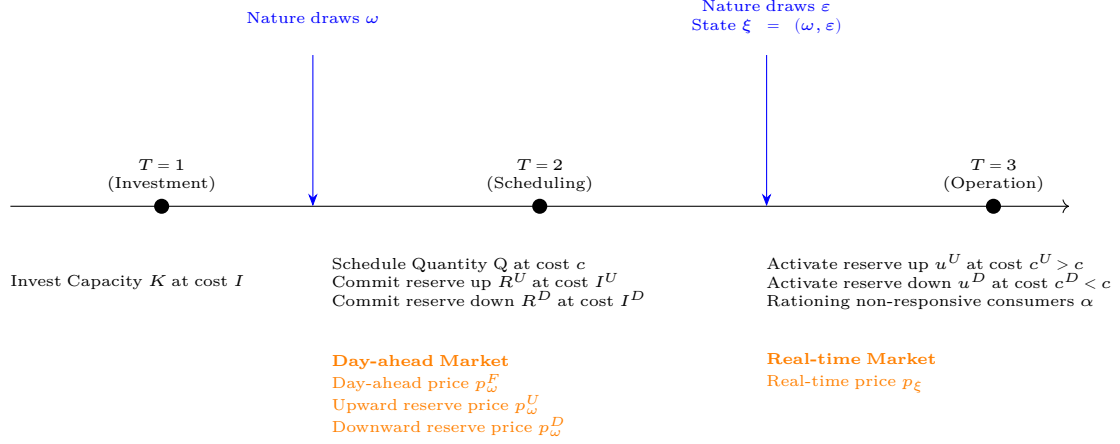 Nature draws ω
Nature draws ε
State ξ = (ω, ε)
T = 1
(Investment)
T = 2
(Scheduling)
T = 3
(Operation)
Invest Capacity K at cost I
Schedule Quantity Q at cost c
Commit reserve up R^U at cost I^U
Commit reserve down R^D at cost I^D
Activate reserve up u^U at cost c^U > c
Activate reserve down u^D at cost c^D < c
Rationing non-responsive consumers α
Day-ahead Market
Day-ahead price p_ω^F
Upward reserve price p_ω^U
Downward reserve price p_ω^D
Real-time Market
Real-time price p_ξ